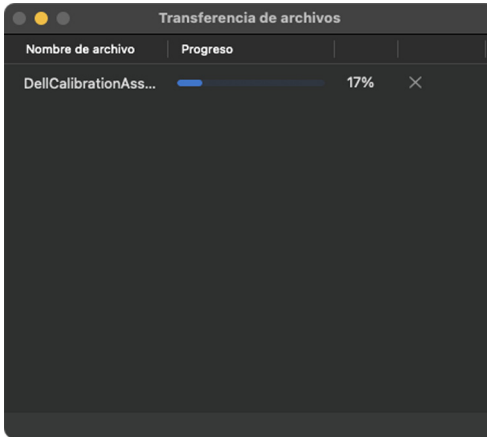 Transferencia de archivos
Nombre de archivo Progreso
DellCalibrationAss... 17%